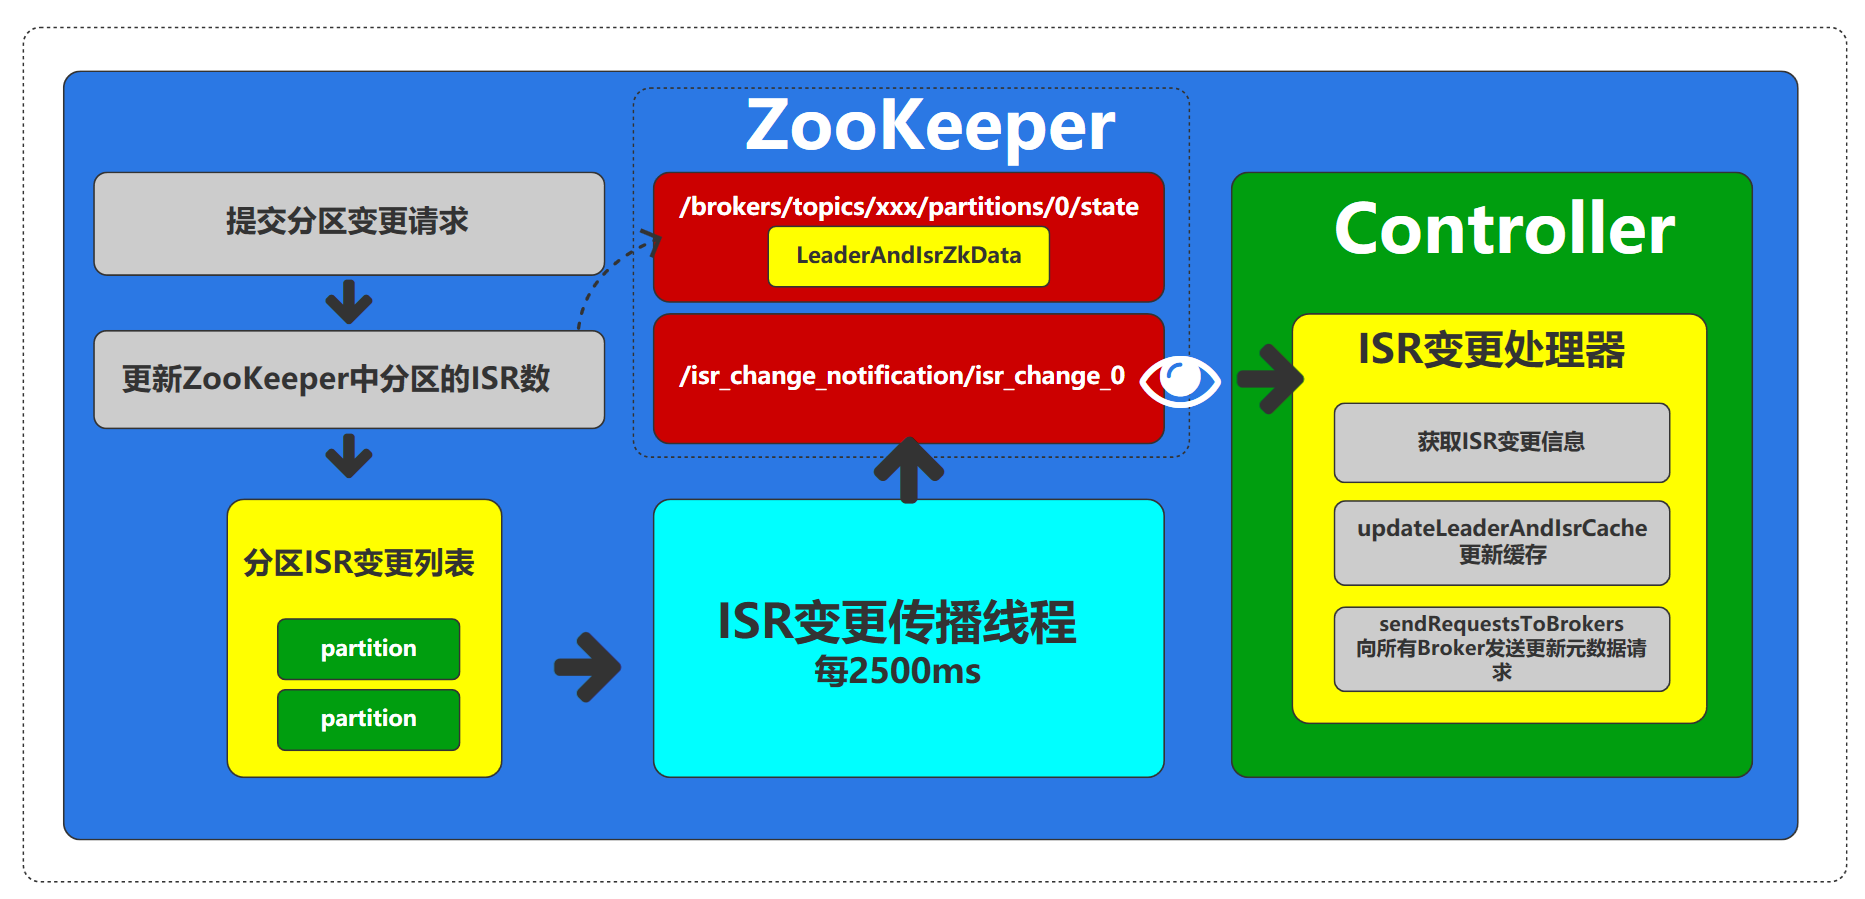 提交分区变更请求
更新ZooKeeper中分区的ISR数
分区ISR变更列表
partition
partition
ZooKeeper
/brokers/topics/xxx/partitions/0/state
LeaderAndIsrZkData
/isr_change_notification/isr_change_0
ISR变更传播线程
每2500ms
Controller
ISR变更处理器
获取ISR变更信息
updateLeaderAndIsrCache
更新缓存
sendRequestsToBrokers
向所有Broker发送更新元数据请
求